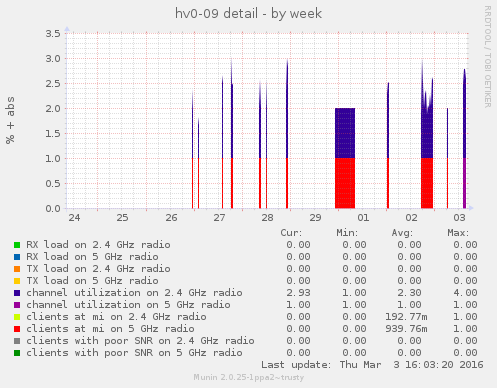 hv0-09 detail - by week
RRDTOOL / TOBI OETIKER
% + abs
3.5
3.0
2.5
2.0
1.5
1.0
0.5
0.0
24 25 26 27 28 29 01 02 03
Cur: Min: Avg: Max:
RX load on 2.4 GHz radio 0.00 0.00 0.00 0.00
RX load on 5 GHz radio 0.00 0.00 0.00 0.00
TX load on 2.4 GHz radio 0.00 0.00 0.00 0.00
TX load on 5 GHz radio 0.00 0.00 0.00 0.00
channel utilization on 2.4 GHz radio 2.93 1.00 2.30 4.00
channel utilization on 5 GHz radio 1.00 1.00 1.00 1.00
clients at mi on 2.4 GHz radio 0.00 0.00 192.77m 1.00
clients at mi on 5 GHz radio 0.00 0.00 939.76m 1.00
clients with poor SNR on 2.4 GHz radio 0.00 0.00 0.00 0.00
clients with poor SNR on 5 GHz radio 0.00 0.00 0.00 0.00
Last update: Thu Mar 3 16:03:20 2016
Munin 2.0.25-1ppa2~trusty